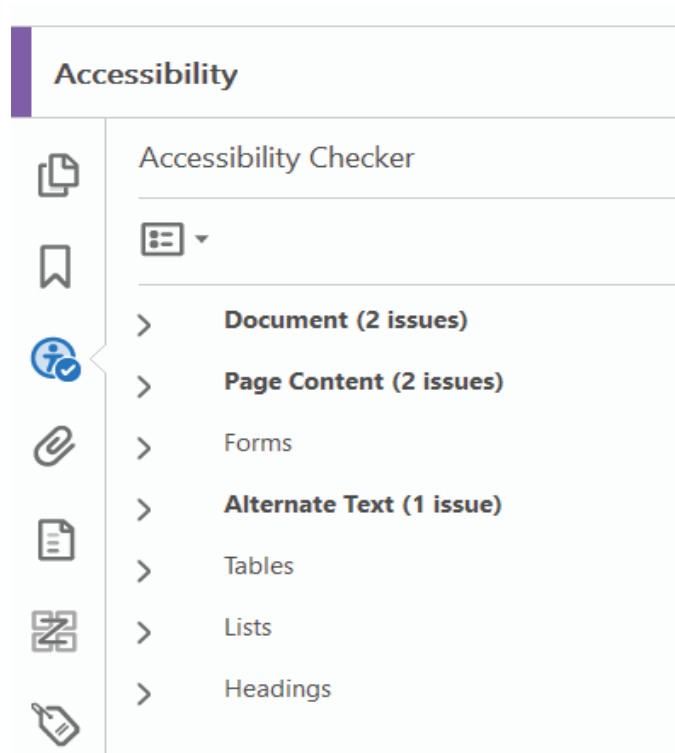 Accessibility
Accessibility Checker
Document (2 issues)
Page Content (2 issues)
Forms
Alternate Text (1 issue)
Tables
Lists
Headings